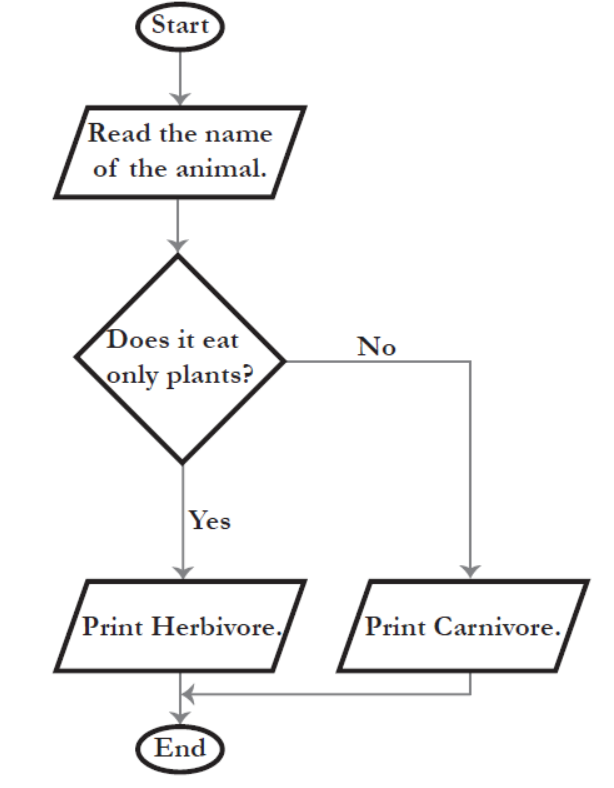 Start
Read the name
of the animal.
Does it eat
only plants?
No
Yes
Print Herbivore.
Print Carnivore.
End